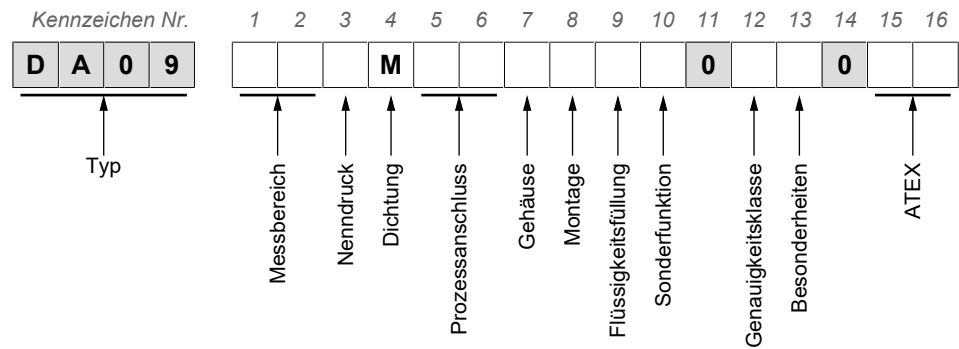 Kennzeichen Nr. 1 2 3 4 5 6 7 8 9 10 11 12 13 14 15 16
D A 0 9 M 0 0
Typ
Messbereich
Nenndruck
Dichtung
Prozessanschluss
Gehäuse
Montage
Flüssigkeitsfüllung
Sonderfunktion
Genauigkeitsklasse
Besonderheiten
ATEX